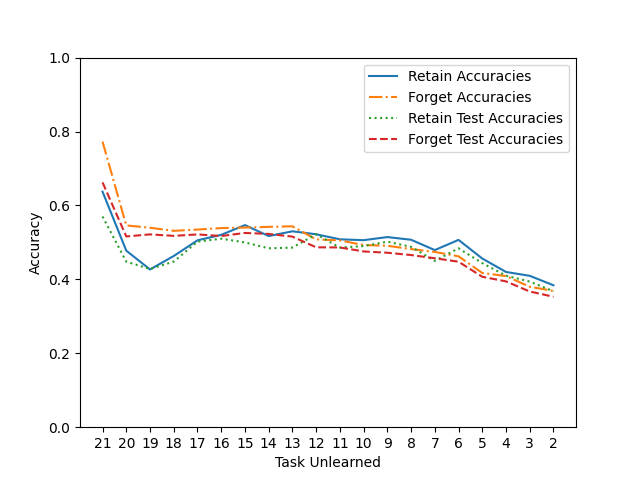 Retain Accuracies
Forget Accuracies
Retain Test Accuracies
Forget Test Accuracies
1.0
0.8
0.6
0.4
0.2
0.0
Accuracy
21 20 19 18 17 16 15 14 13 12 11 10 9 8 7 6 5 4 3 2
Task Unlearned